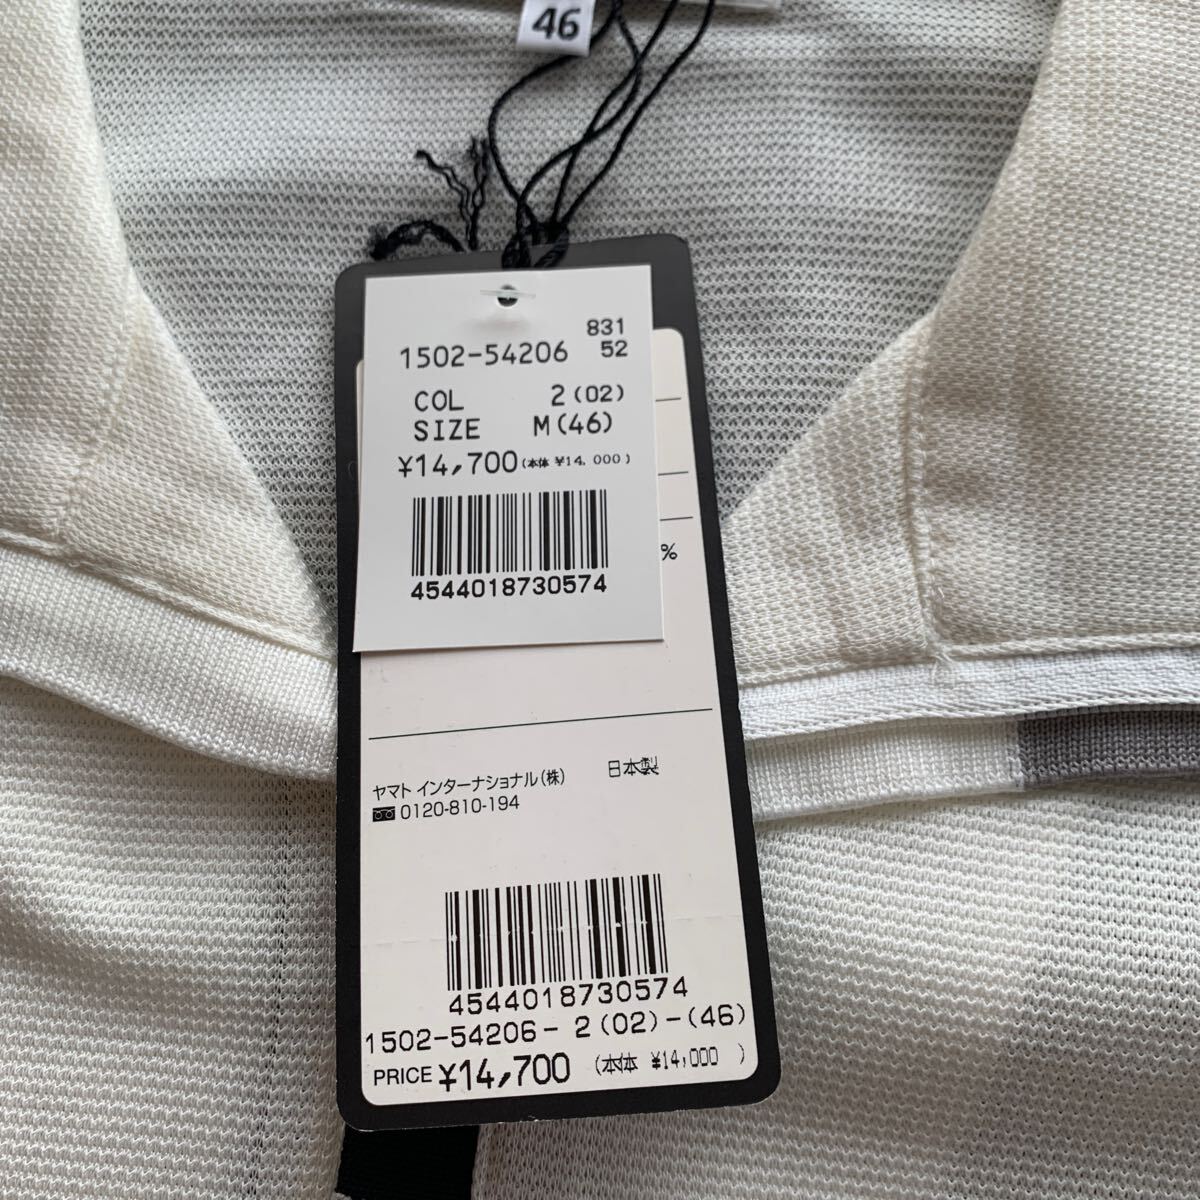 46
831
1502-54206 52
COL 2(02)
SIZE M(46)
¥14,700(本体 ¥14,000)
4544018730574
%
ヤマト インターナショナル(株) 日本製
0120-810-194
4544018730574
1502-54206- 2(02)-(46)
PRICE ¥14,700 (本体 ¥14,000 )